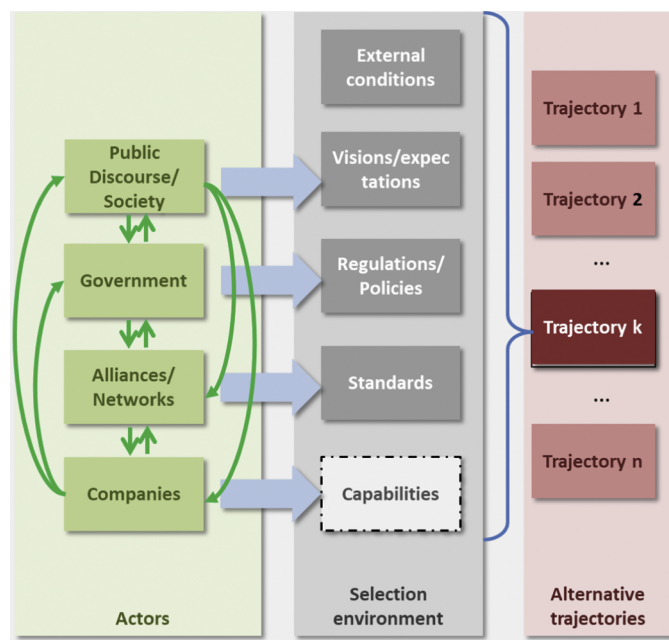 External
conditions
Trajectory 1
Public
Discourse/
Society
Visions/expec
tations
Trajectory 2
...
Government
Regulations/
Policies
Trajectory k
Alliances/
Networks
Standards
...
Companies
Capabilities
Trajectory n
Actors
Selection
environment
Alternative
trajectories